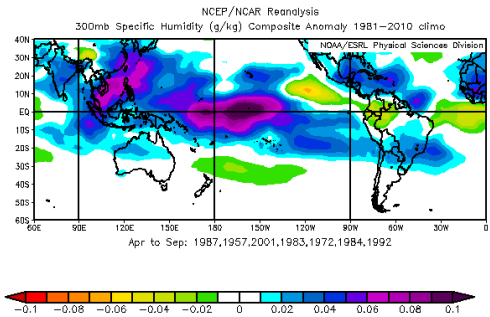 NCEP/NCAR Reanalysis
300mb Specific Humidity (g/kg) Composite Anomaly 1981-2010 climo
NOAA/ESRL Physical Sciences Division
40N
30N
20N
10N
EQ
10S
20S
30S
40S
50S
60S
60E 90E 120E 150E 180 150W 120W 90W 60W 30W 0
Apr to Sep: 1987,1957,2001,1983,1972,1984,1992
-0.1 -0.08 -0.06 -0.04 -0.02 0 0.02 0.04 0.06 0.08 0.1